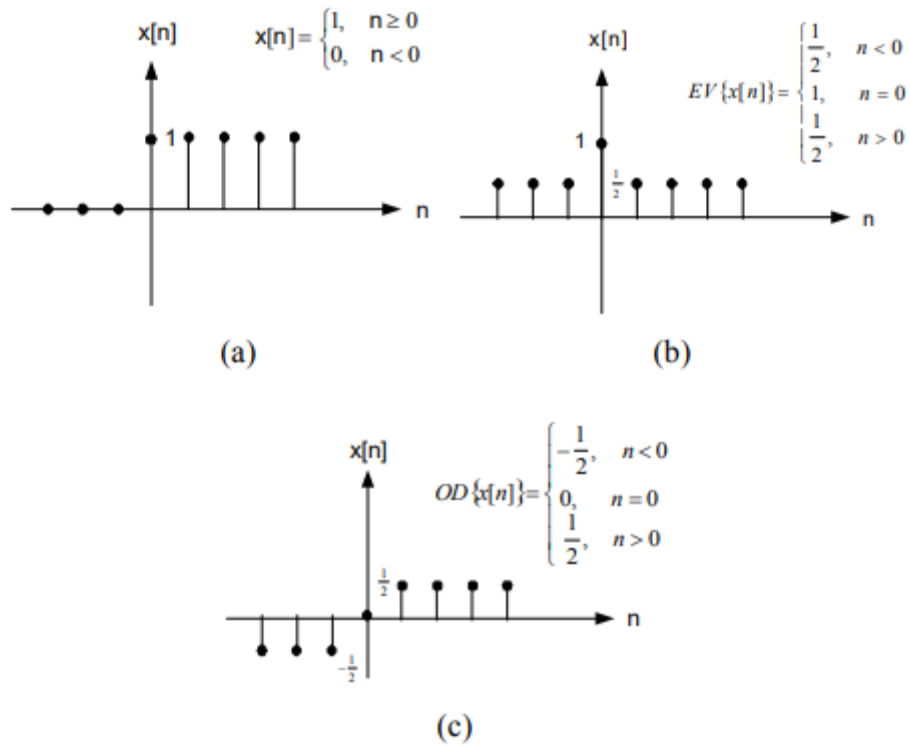 x[n]
x[n] = { 1, n ≥ 0
0, n < 0
1
n
(a)
x[n]
EV{x[n]} = { 1/2, n < 0
1, n = 0
1/2, n > 0
1
1/2
n
(b)
x[n]
OD{x[n]} = { -1/2, n < 0
0, n = 0
1/2, n > 0
1/2
n
-1/2
(c)